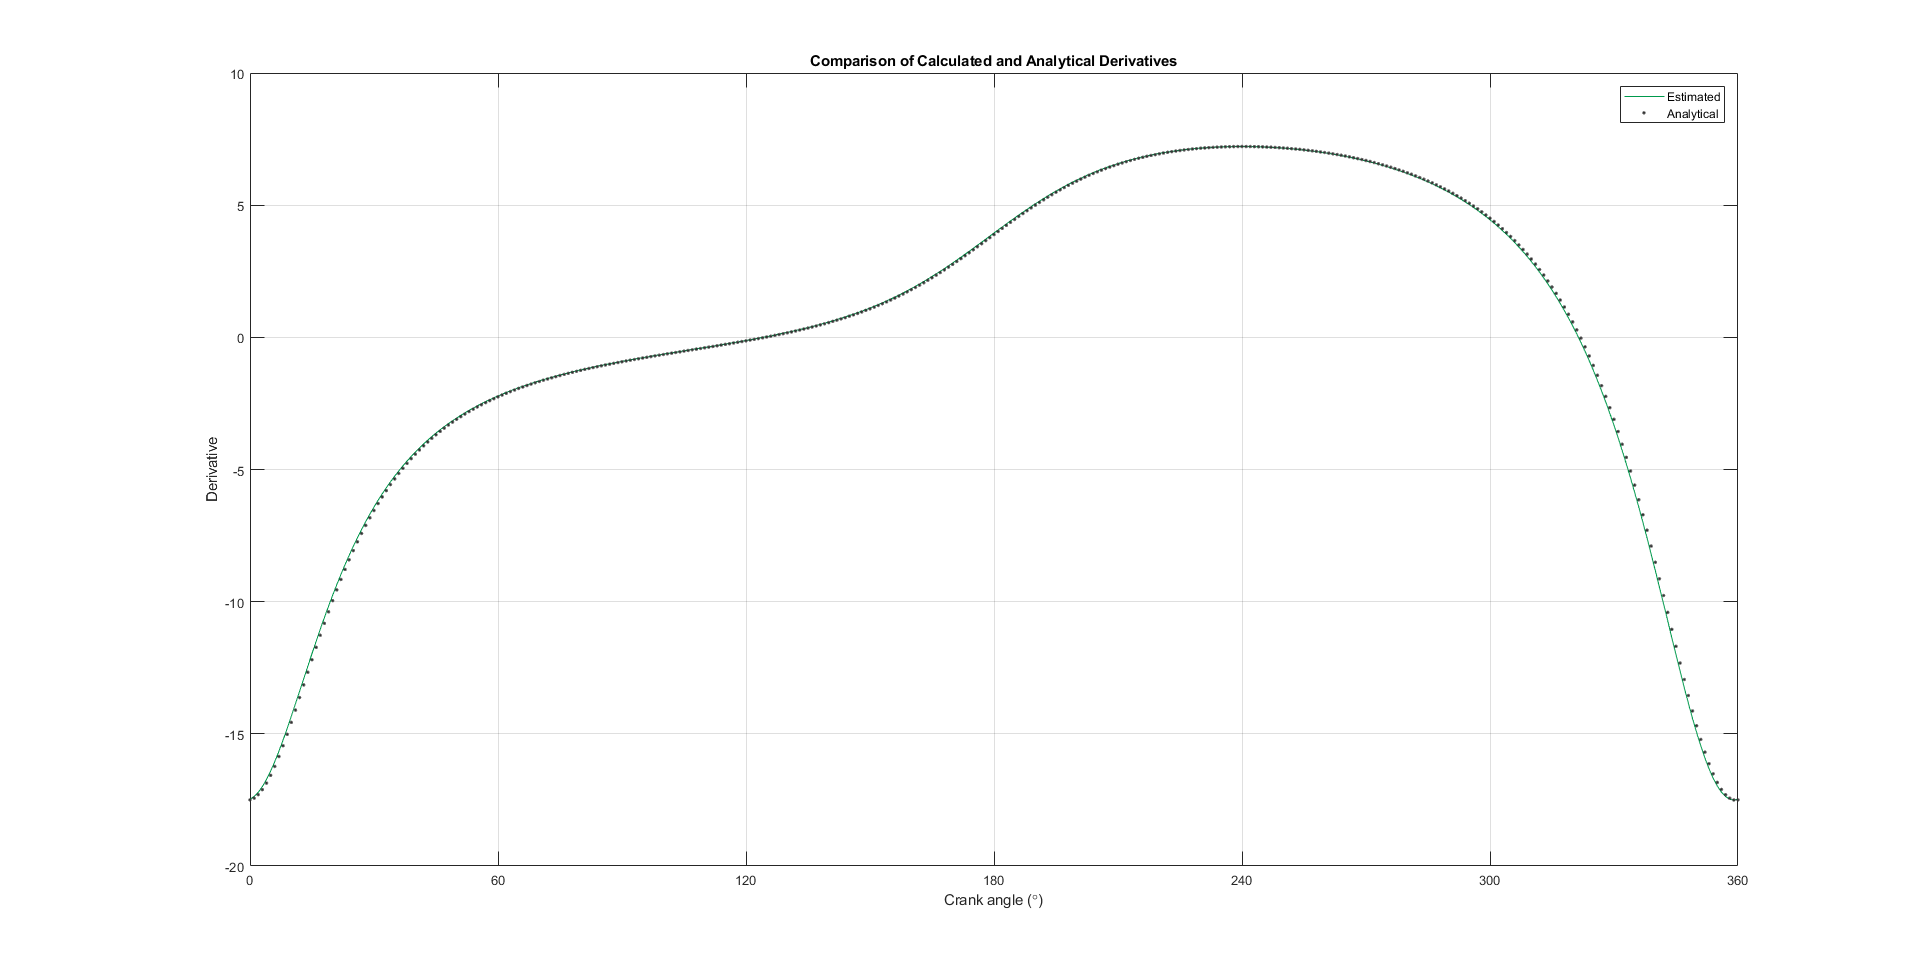 Comparison of Calculated and Analytical Derivatives
10
5
0
-5
-10
-15
-20
Derivative
Estimated
Analytical
0 60 120 180 240 300 360
Crank angle (°)